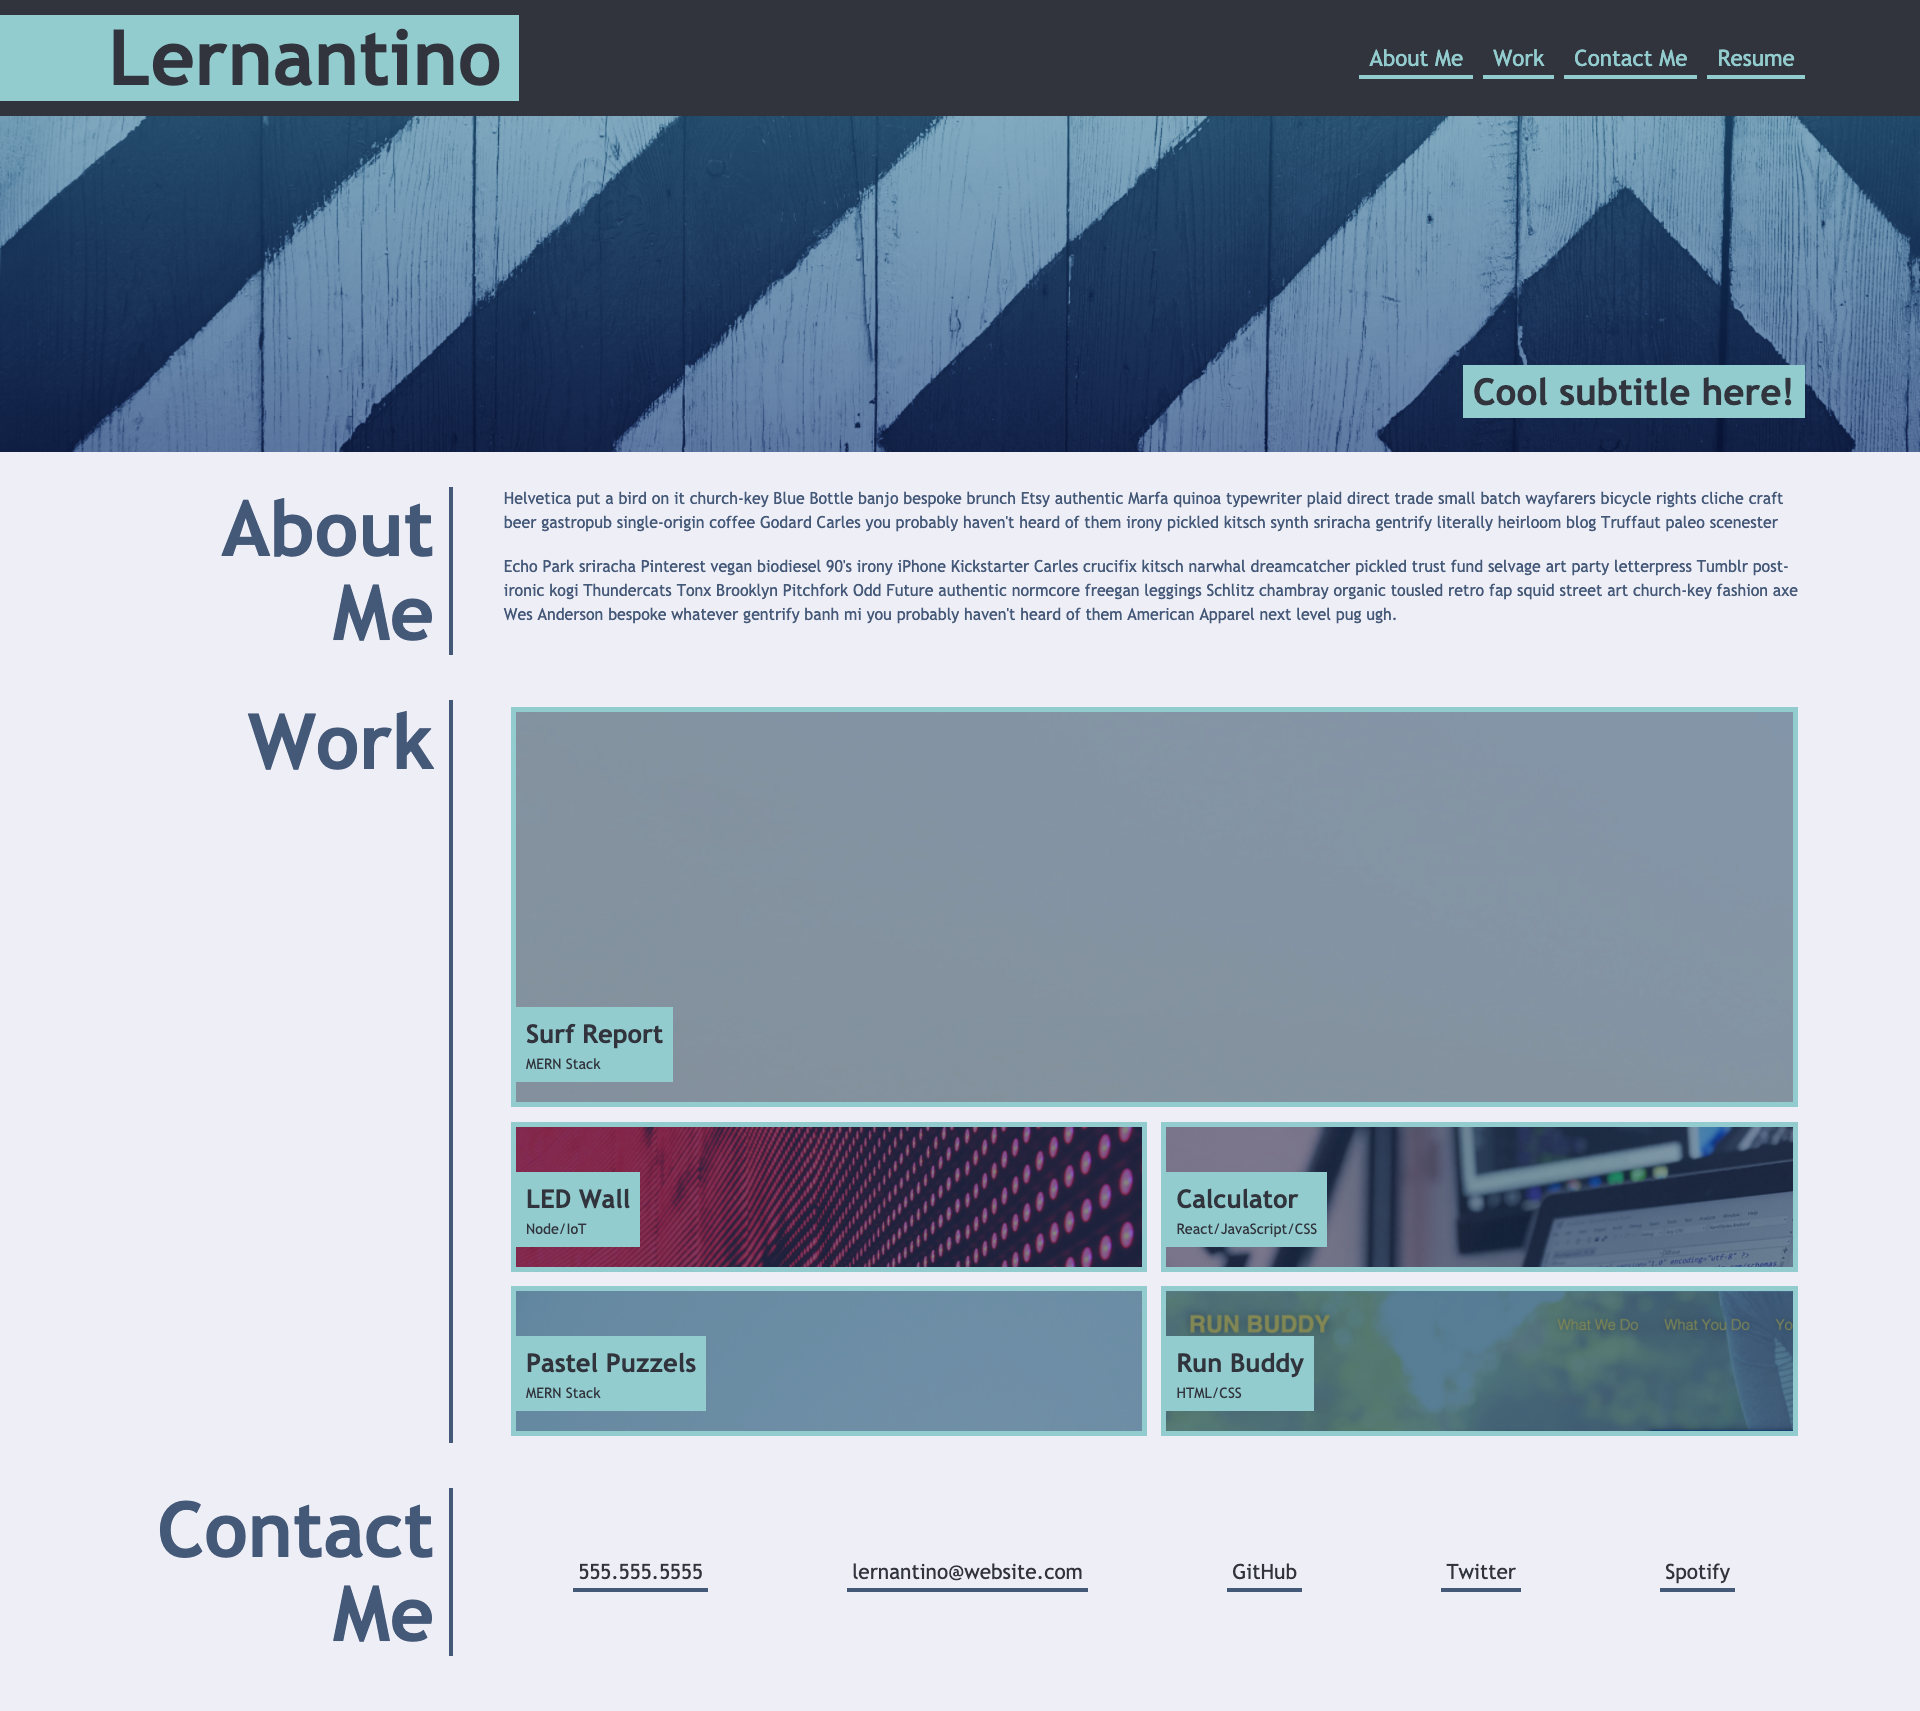 Lernantino
About Me Work Contact Me Resume
Cool subtitle here!
About
Me
Helvetica put a bird on it church-key Blue Bottle banjo bespoke brunch Etsy authentic Marfa quinoa typewriter plaid direct trade small batch wayfarers bicycle rights cliche craft
beer gastropub single-origin coffee Godard Carles you probably haven't heard of them irony pickled kitsch synth sriracha gentrify literally heirloom blog Truffaut paleo scenester
Echo Park sriracha Pinterest vegan biodiesel 90's irony iPhone Kickstarter Carles crucifix kitsch narwhal dreamcatcher pickled trust fund selvage art party letterpress Tumblr post-
ironic kogi Thundercats Tonx Brooklyn Pitchfork Odd Future authentic normcore freegan leggings Schlitz chambray organic tousled retro fap squid street art church-key fashion axe
Wes Anderson bespoke whatever gentrify banh mi you probably haven't heard of them American Apparel next level pug ugh.
Work
Surf Report
MERN Stack
LED Wall
Node/IoT
Calculator
React/JavaScript/CSS
Pastel Puzzels
MERN Stack
RUN BUDDY What We Do What You Do Yo
Run Buddy
HTML/CSS
Contact
Me
555.555.5555 lernantino@website.com GitHub Twitter Spotify